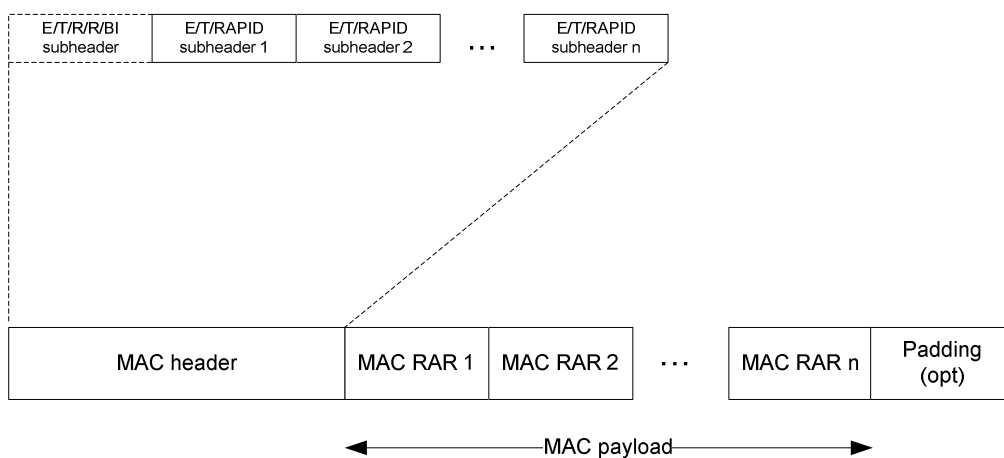 E/T/R/R/BI
subheader
E/T/RAPID
subheader 1
E/T/RAPID
subheader 2
...
E/T/RAPID
subheader n
MAC header
MAC RAR 1
MAC RAR 2
...
MAC RAR n
Padding
(opt)
MAC payload